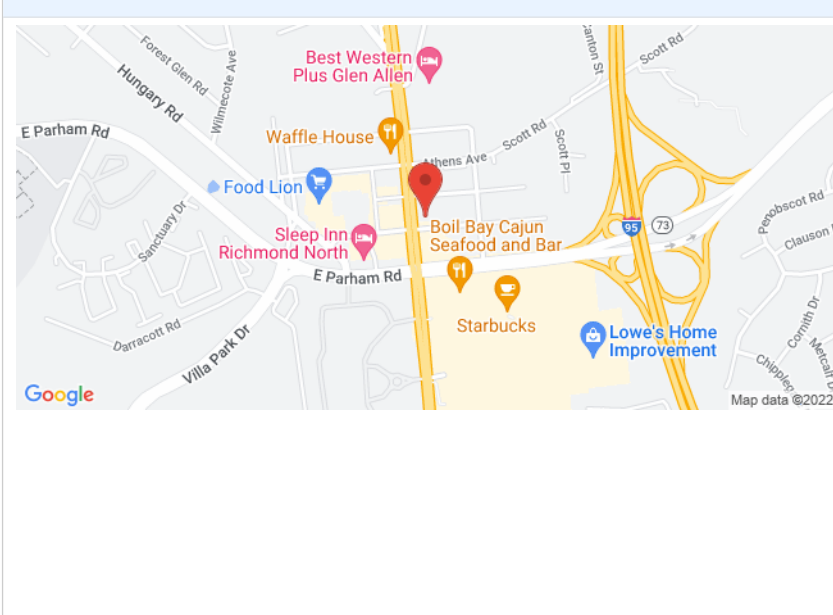 Best Western
Plus Glen Allen
Scott Rd
Canton St
Forest Glen Rd
Wilmecote Ave
Hungary Rd
E Parham Rd
Waffle House
Scott Rd
Scott Pl
Athens Ave
Food Lion
Sanctuary Dr
Sleep Inn
Richmond North
Boil Bay Cajun
Seafood and Bar
95
73
Penobscot Rd
Clauson
E Parham Rd
Starbucks
Lowe's Home
Improvement
Darracott Rd
Villa Park Dr
Cornith Dr
Metcalf
Google
Map data ©2022